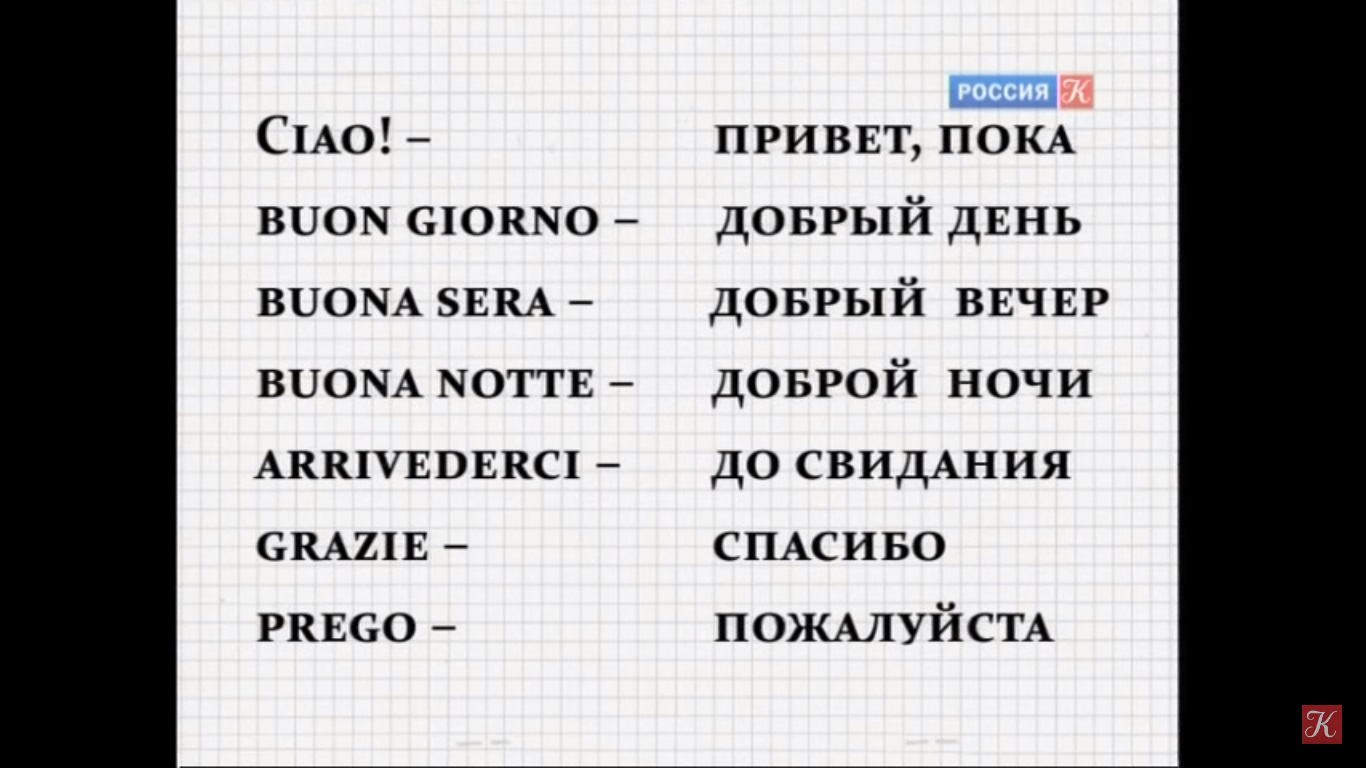 РОССИЯ К
CIAO! – ПРИВЕТ, ПОКА
BUON GIORNO – ДОБРЫЙ ДЕНЬ
BUONA SERA – ДОБРЫЙ ВЕЧЕР
BUONA NOTTE – ДОБРОЙ НОЧИ
ARRIVEDERCI – ДО СВИДАНИЯ
GRAZIE – СПАСИБО
PREGO – ПОЖАЛУЙСТА
К